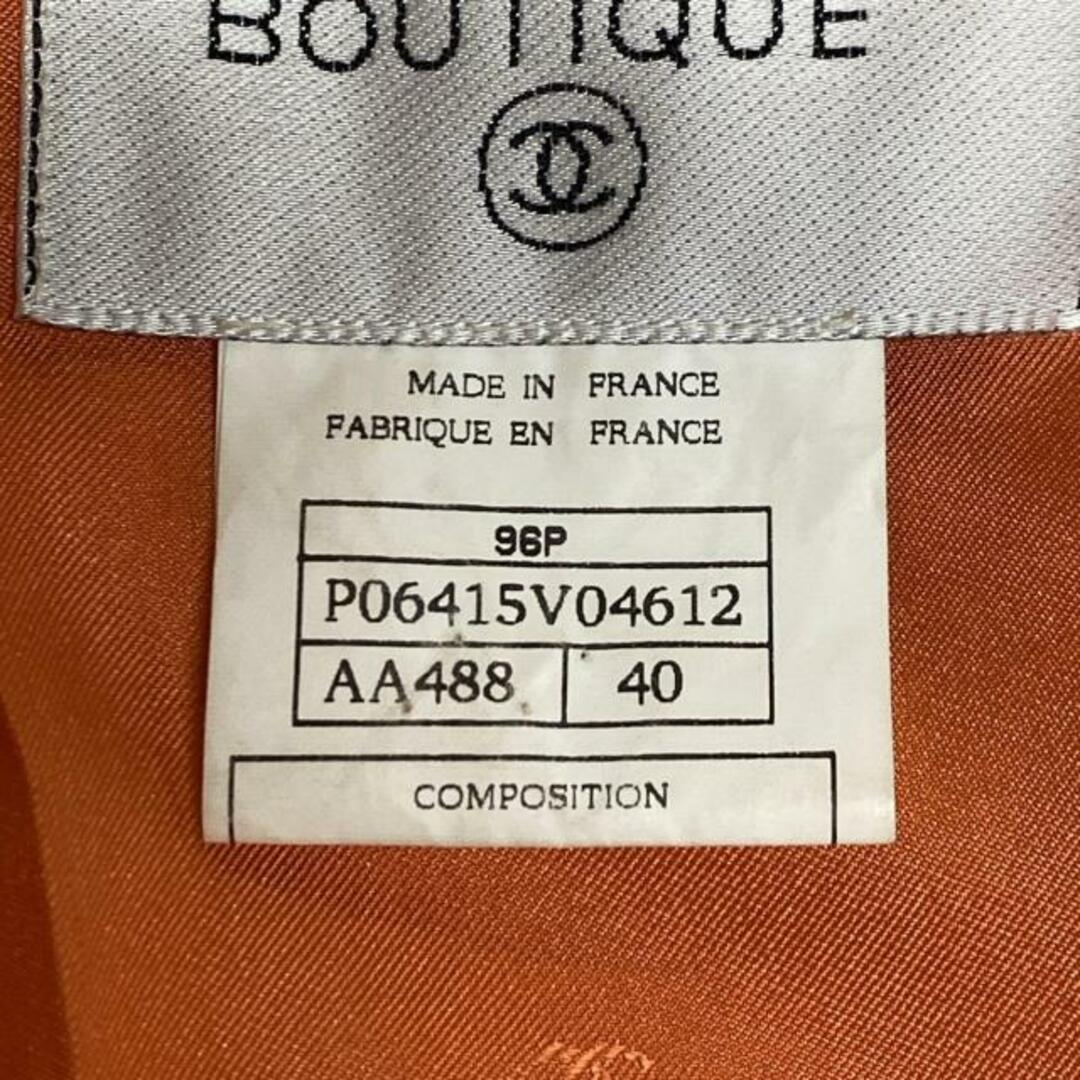 BOUTIQUE
MADE IN FRANCE
FABRIQUE EN FRANCE
96P
P06415V04612
AA488 40
COMPOSITION